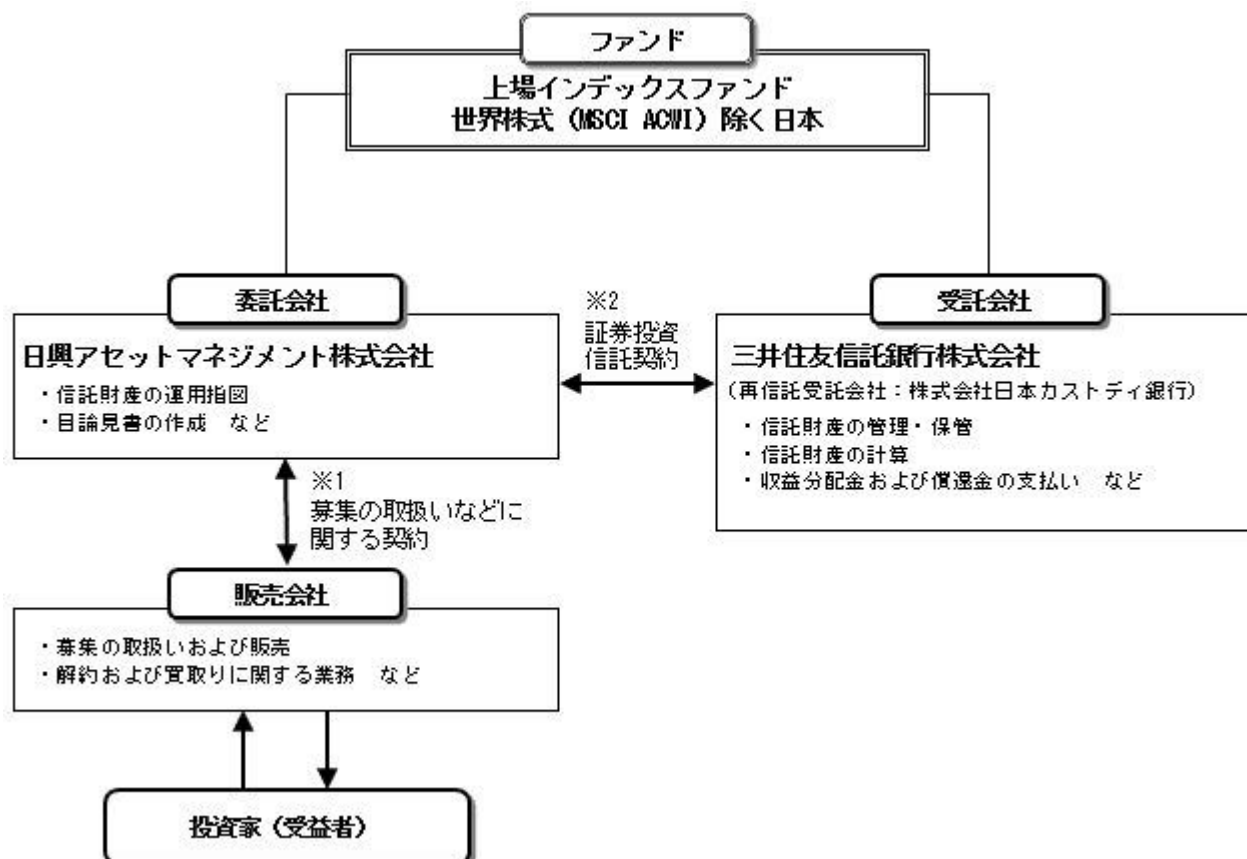 ファンド
上場インデックスファンド
世界株式（MSCI ACWI）除く日本
委託会社
日興アセットマネジメント株式会社
・信託財産の運用指図
・目論見書の作成　など
※2
証券投資
信託契約
受託会社
三井住友信託銀行株式会社
（再信託受託会社：株式会社日本カストディ銀行）
・信託財産の管理・保管
・信託財産の計算
・収益分配金および償還金の支払い　など
※1
募集の取扱いなどに
関する契約
販売会社
・募集の取扱いおよび販売
・解約および買取りに関する業務　など
投資家（受益者）